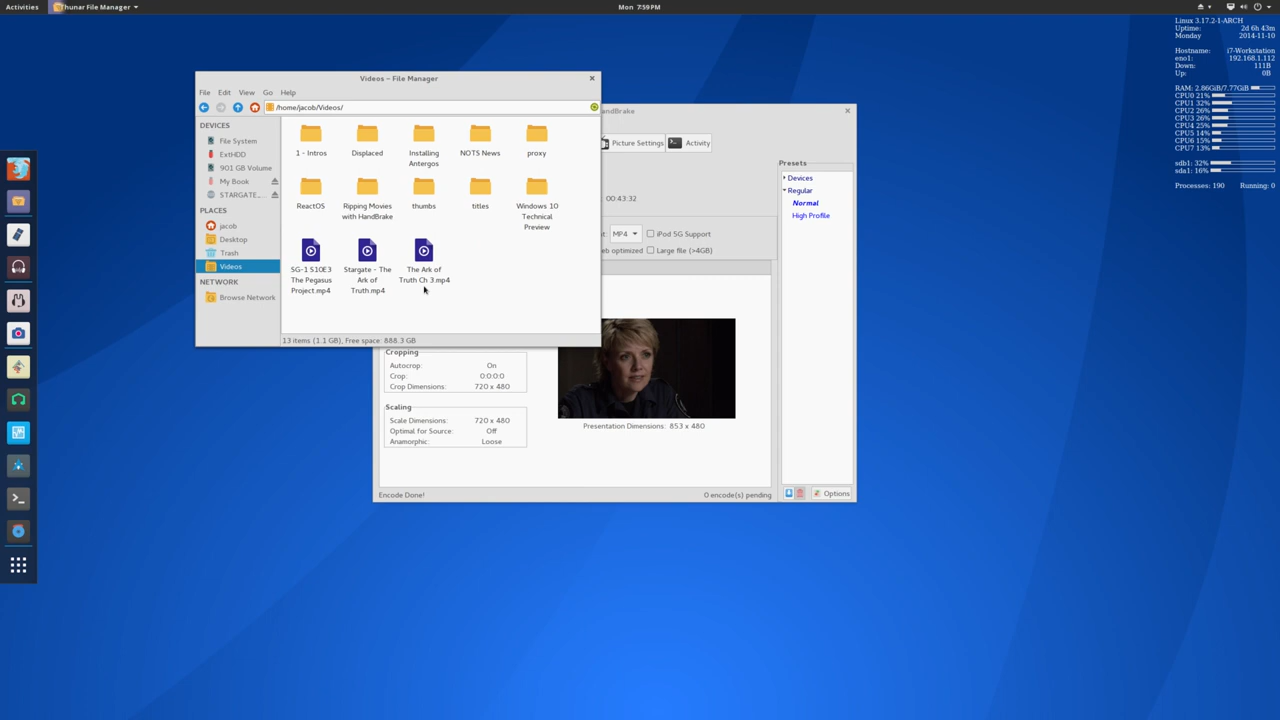 Activities
Thunar File Manager
Mon 7:59PM
Linux 3.17.2-1-ARCH
Uptime: 2d 6h 43m
Monday 2014-11-10
Hostname: i7-Workstation
eno1: 192.168.1.112
Down: 111B
Up: 0B
RAM: 2.86GiB/7.77GiB
CPU0 21%
CPU1 32%
CPU2 26%
CPU3 26%
CPU4 25%
CPU5 14%
CPU6 15%
CPU7 13%
sdb1: 32%
sda1: 16%
Processes: 190 Running: 0
Videos – File Manager
File Edit View Go Help
/home/jacob/Videos/
DEVICES
File System
ExtHDD
901 GB Volume
My Book
STARGATE_...
PLACES
jacob
Desktop
Trash
Videos
NETWORK
Browse Network
1 - Intros
Displaced
Installing
Antergos
NOTS News
proxy
ReactOS
Ripping Movies
with HandBrake
thumbs
titles
Windows 10
Technical
Preview
SG-1 S10E3
The Pegasus
Project.mp4
Stargate - The
Ark of
Truth.mp4
The Ark of
Truth Ch 3.mp4
13 items (1.1 GB), Free space: 888.3 GB
andBrake
Picture Settings
Activity
00:43:32
MP4
iPod 5G Support
eb optimized
Large file (>4GB)
Presets
Devices
Regular
Normal
High Profile
Cropping
Autocrop: On
Crop: 0:0:0:0
Crop Dimensions: 720 x 480
Scaling
Scale Dimensions: 720 x 480
Optimal for Source: Off
Anamorphic: Loose
Presentation Dimensions: 853 x 480
Encode Done!
0 encode(s) pending
Options